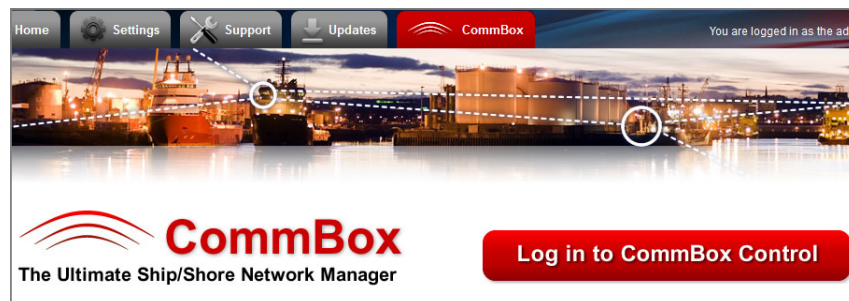 Home Settings Support Updates CommBox You are logged in as the ad
CommBox
The Ultimate Ship/Shore Network Manager
Log in to CommBox Control